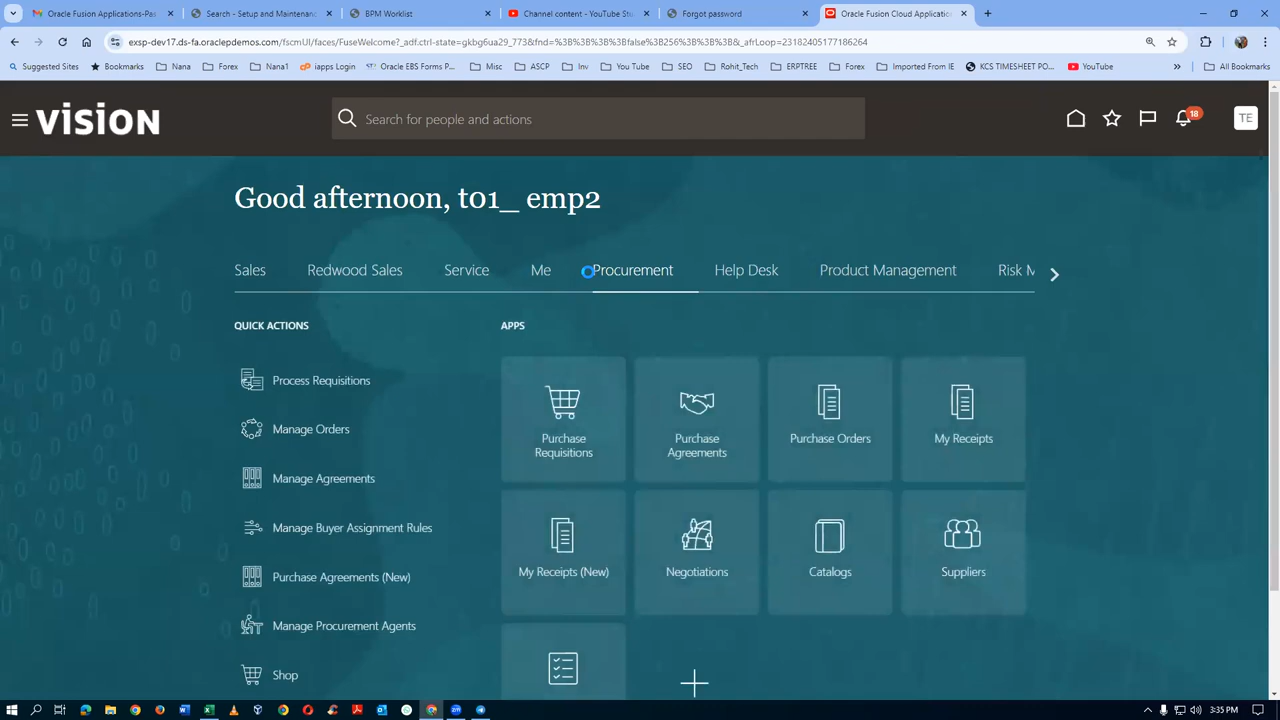 Oracle Fusion Applications-Pas
Search - Setup and Maintenanc
BPM Worklist
Channel content - YouTube Stu
Forgot password
Oracle Fusion Cloud Applicatio
exsp-dev17.ds-fa.oraclepdemos.com/fscmUI/faces/FuseWelcome?_adf.ctrl-state=gkbg6ua29_773&fnd=%3B%3B%3B%3Bfalse%3B256%3B%3B%3B&_afrLoop=23182405177186264
Suggested Sites
Bookmarks
Nana
Forex
Nana1
iapps Login
Oracle EBS Forms P...
Misc
ASCP
Inv
You Tube
SEO
Rohit_Tech
ERPTREE
Forex
Imported From IE
KCS TIMESHEET PO...
YouTube
All Bookmarks
VISION
Search for people and actions
18
TE
Good afternoon, t01_ emp2
Sales
Redwood Sales
Service
Me
Procurement
Help Desk
Product Management
Risk M
QUICK ACTIONS
APPS
Process Requisitions
Manage Orders
Manage Agreements
Manage Buyer Assignment Rules
Purchase Agreements (New)
Manage Procurement Agents
Shop
Purchase
Requisitions
Purchase
Agreements
Purchase Orders
My Receipts
My Receipts (New)
Negotiations
Catalogs
Suppliers
3:35 PM